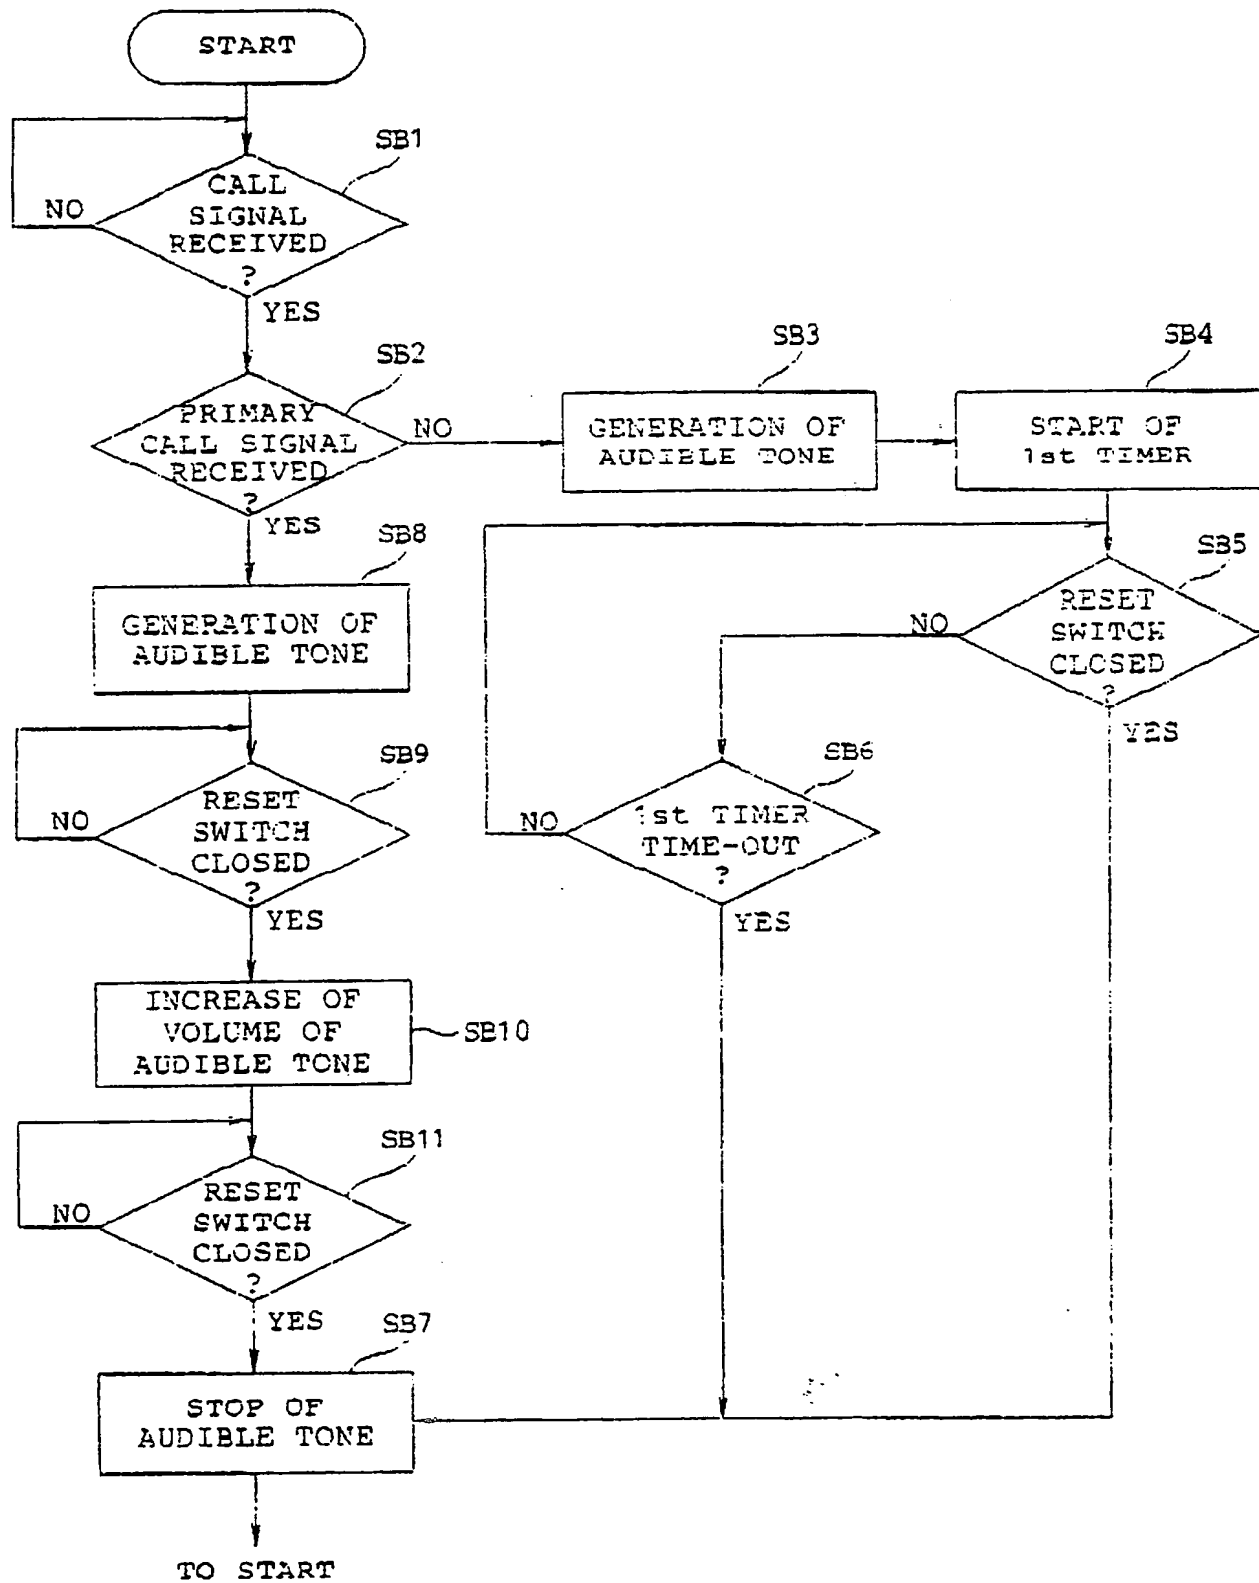 START
SB1
CALL
SIGNAL
RECEIVED
?
NO
YES
SB2
PRIMARY
CALL SIGNAL
RECEIVED
?
NO
YES
SB3
GENERATION OF
AUDIBLE TONE
SB4
START OF
1st TIMER
SB5
RESET
SWITCH
CLOSED
?
NO
YES
SB6
1st TIMER
TIME-OUT
?
NO
YES
SB8
GENERATION OF
AUDIBLE TONE
SB9
RESET
SWITCH
CLOSED
?
NO
YES
INCREASE OF
VOLUME OF
AUDIBLE TONE
SB10
SB11
RESET
SWITCH
CLOSED
?
NO
YES
SB7
STOP OF
AUDIBLE TONE
TO START